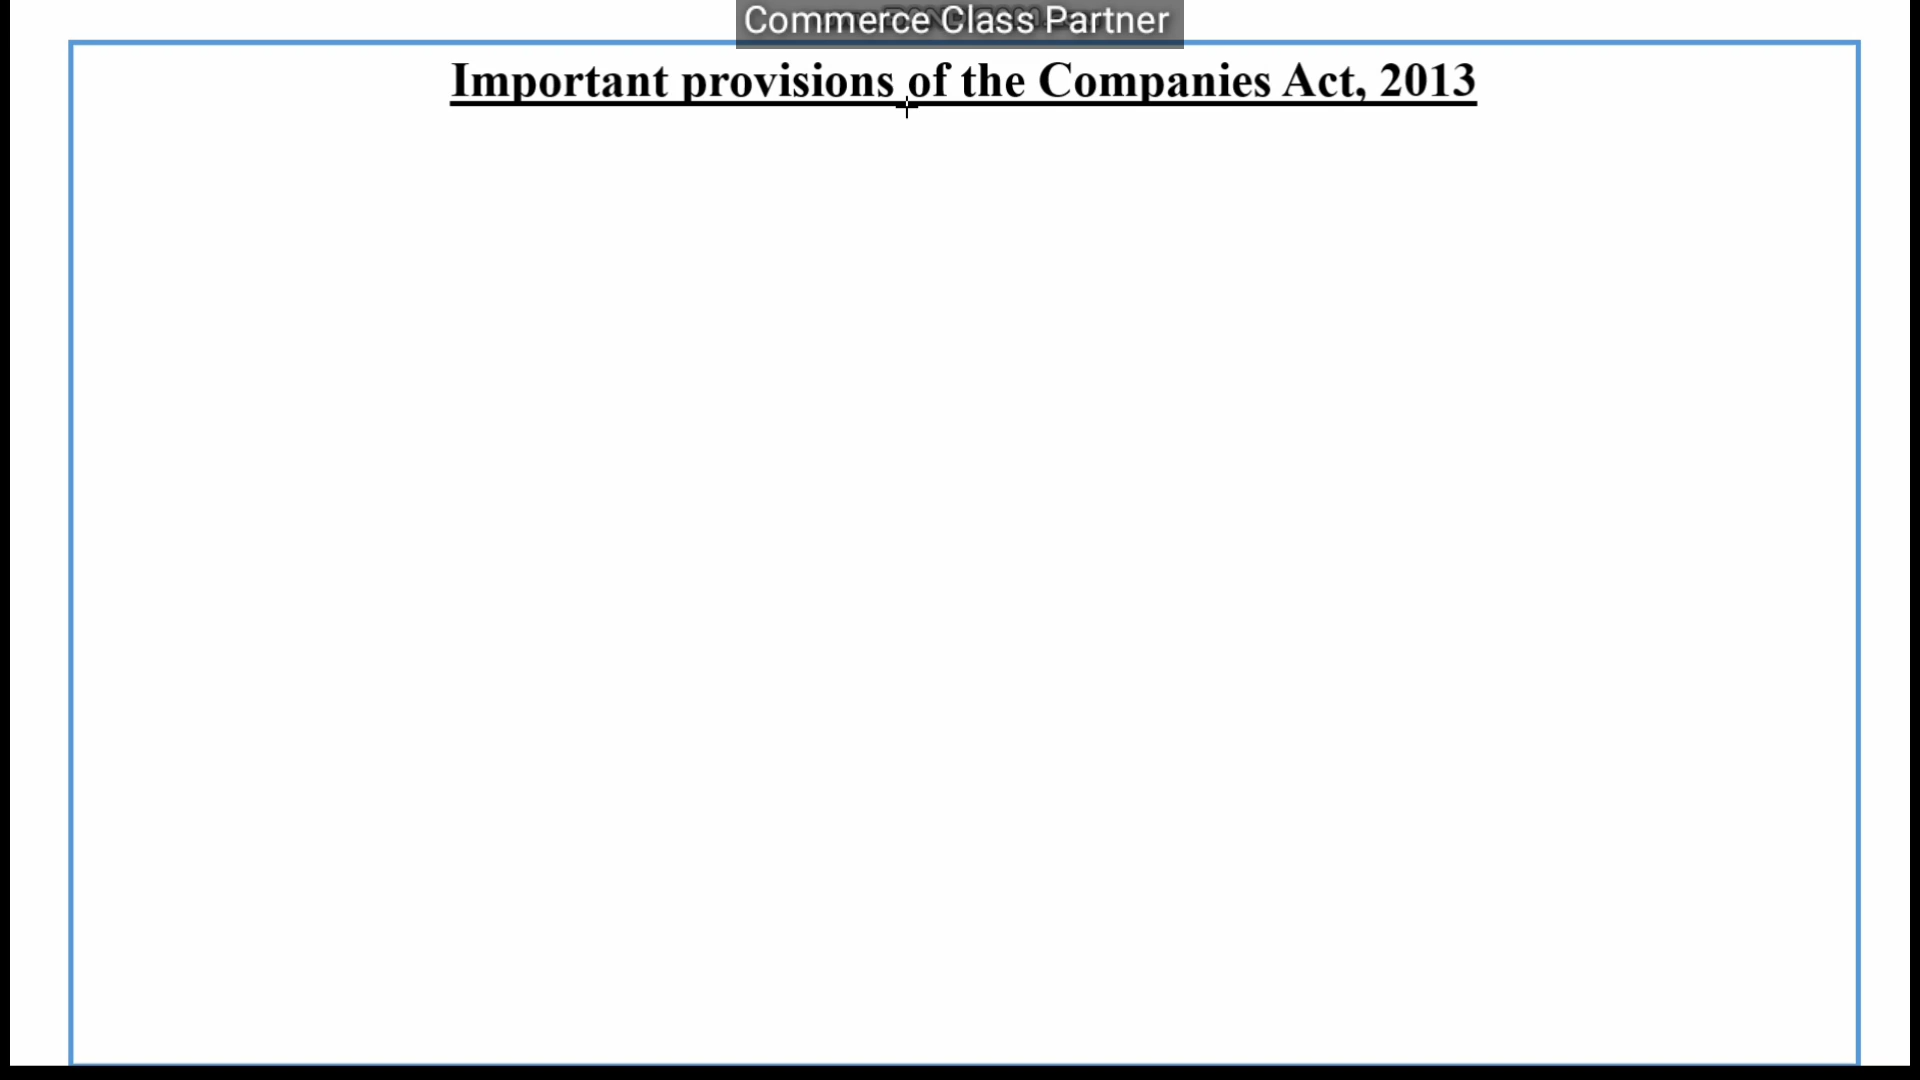 Commerce Class Partner
Important provisions of the Companies Act, 2013